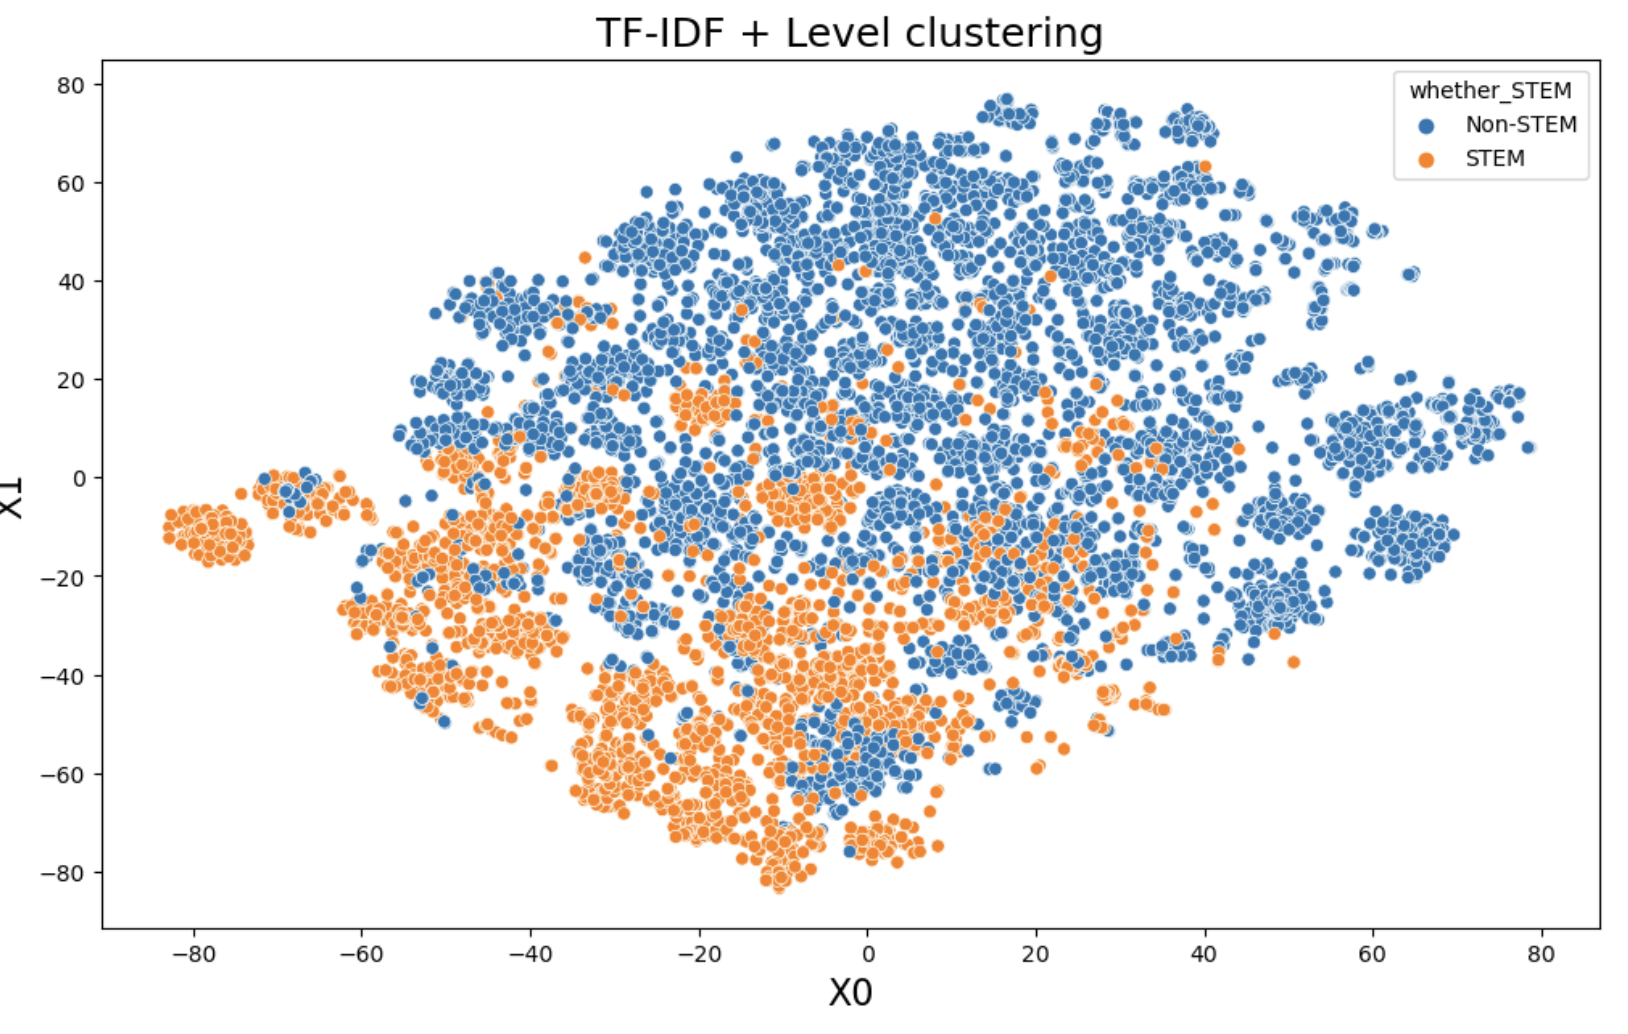 TF-IDF + Level clustering
whether_STEM
Non-STEM
STEM
80
60
40
20
0
−20
−40
−60
−80
X1
−80 −60 −40 −20 0 20 40 60 80
X0